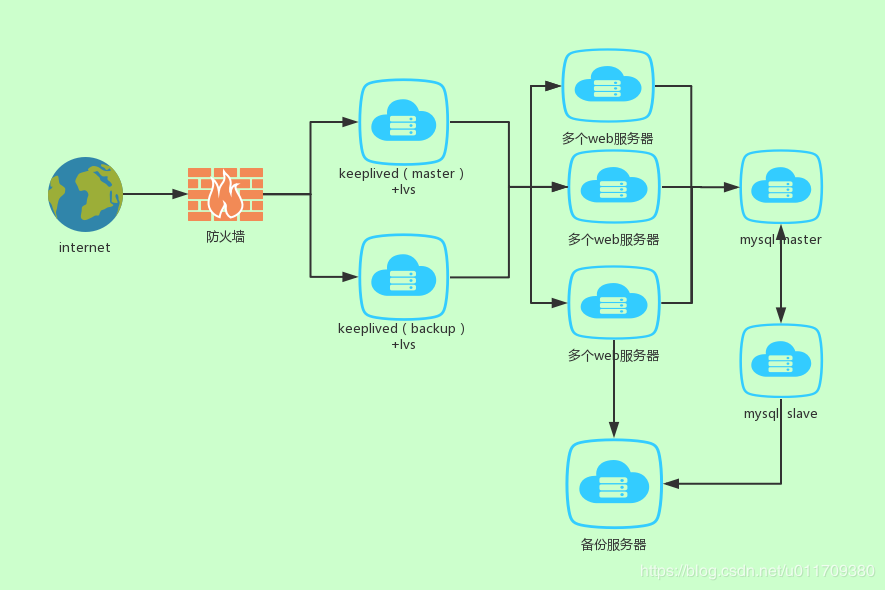 internet
防火墙
keeplived（master）
+lvs
keeplived（backup）
+lvs
多个web服务器
多个web服务器
多个web服务器
mysql master
mysql slave
备份服务器
https://blog.csdn.net/u011709380